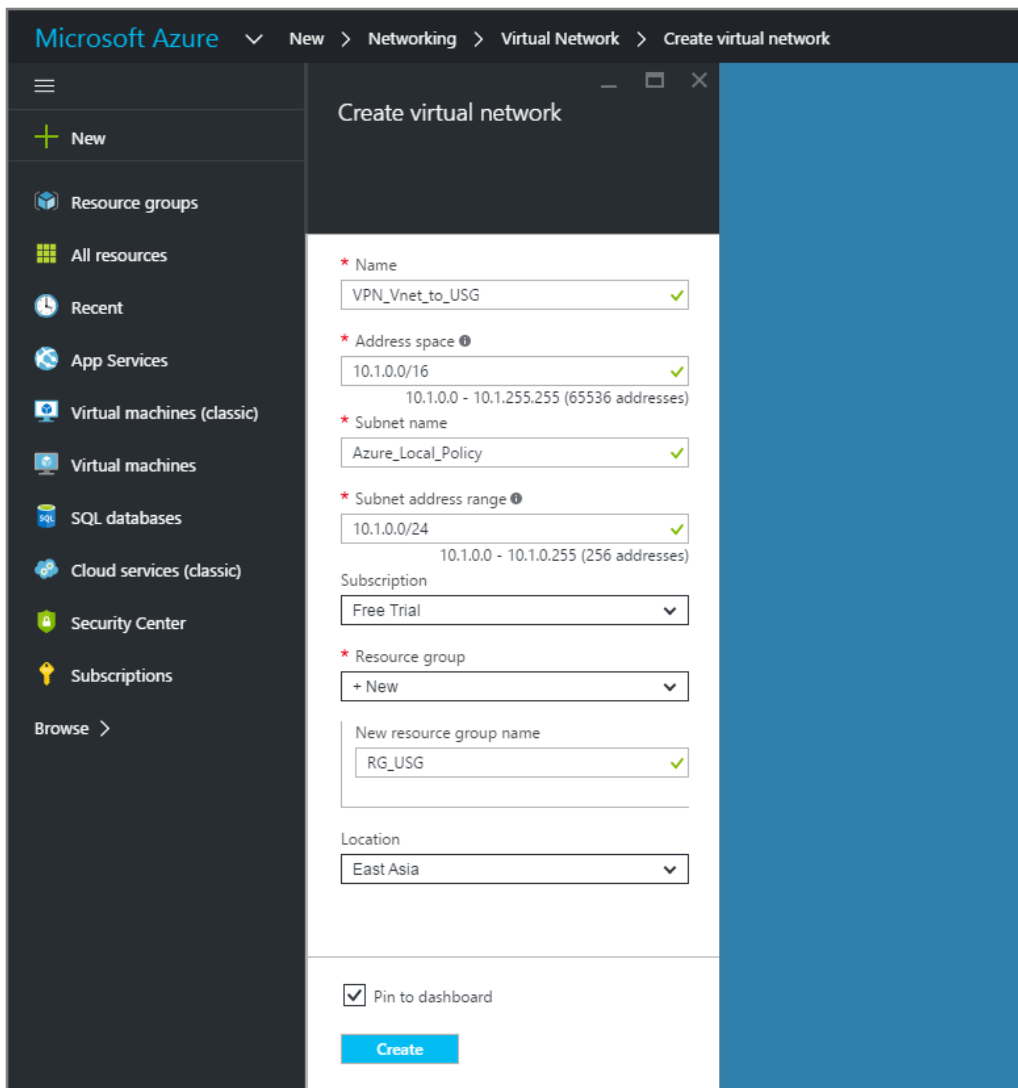 Microsoft Azure New > Networking > Virtual Network > Create virtual network
New
Resource groups
All resources
Recent
App Services
Virtual machines (classic)
Virtual machines
SQL databases
Cloud services (classic)
Security Center
Subscriptions
Browse >
Create virtual network
* Name
VPN_Vnet_to_USG
* Address space
10.1.0.0/16
10.1.0.0 - 10.1.255.255 (65536 addresses)
* Subnet name
Azure_Local_Policy
* Subnet address range
10.1.0.0/24
10.1.0.0 - 10.1.0.255 (256 addresses)
Subscription
Free Trial
* Resource group
+ New
New resource group name
RG_USG
Location
East Asia
Pin to dashboard
Create